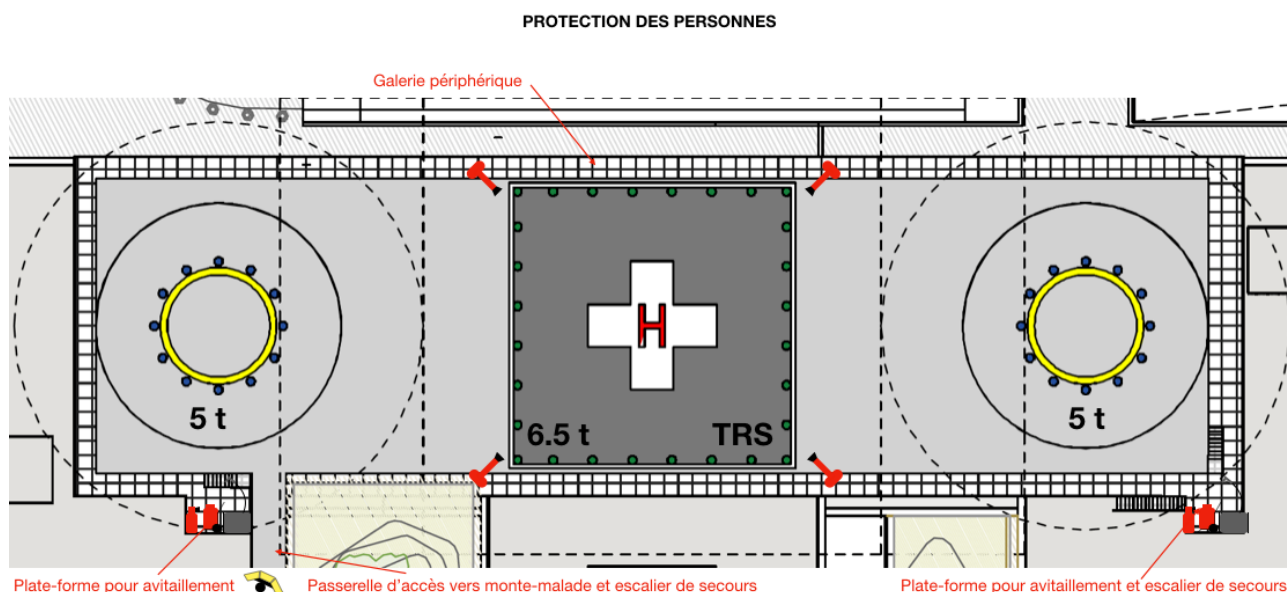 PROTECTION DES PERSONNES
Galerie périphérique
H
5 t
5 t
6.5 t
TRS
Plate-forme pour avitaillement
Passerelle d'accès vers monte-malade et escalier de secours
Plate-forme pour avitaillement et escalier de secours